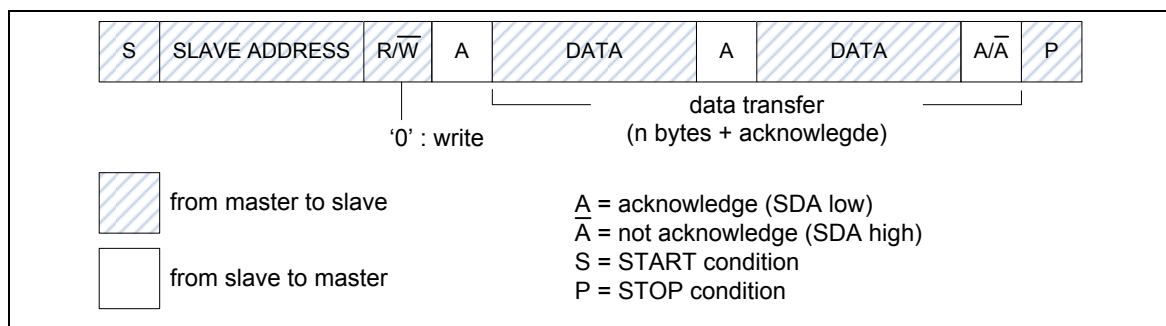 S SLAVE ADDRESS R/W̅ A DATA A DATA A/A̅ P
data transfer
(n bytes + acknowlegde)
‘0’ : write
from master to slave
from slave to master
A = acknowledge (SDA low)
A̅ = not acknowledge (SDA high)
S = START condition
P = STOP condition